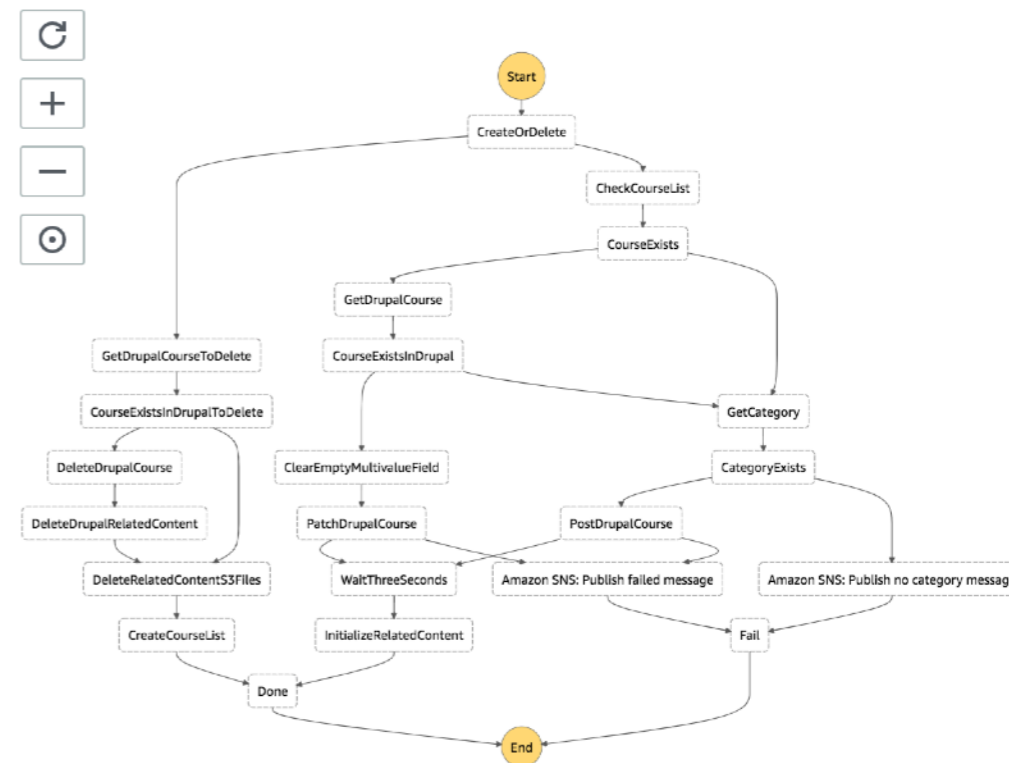 Start
CreateOrDelete
CheckCourseList
CourseExists
GetDrupalCourse
GetDrupalCourseToDelete
CourseExistsInDrupal
CourseExistsInDrupalToDelete
GetCategory
DeleteDrupalCourse
ClearEmptyMultivalueField
CategoryExists
DeleteDrupalRelatedContent
PatchDrupalCourse
PostDrupalCourse
DeleteRelatedContentS3Files
WaitThreeSeconds
Amazon SNS: Publish failed message
Amazon SNS: Publish no category messag
CreateCourseList
InitializeRelatedContent
Fail
Done
End